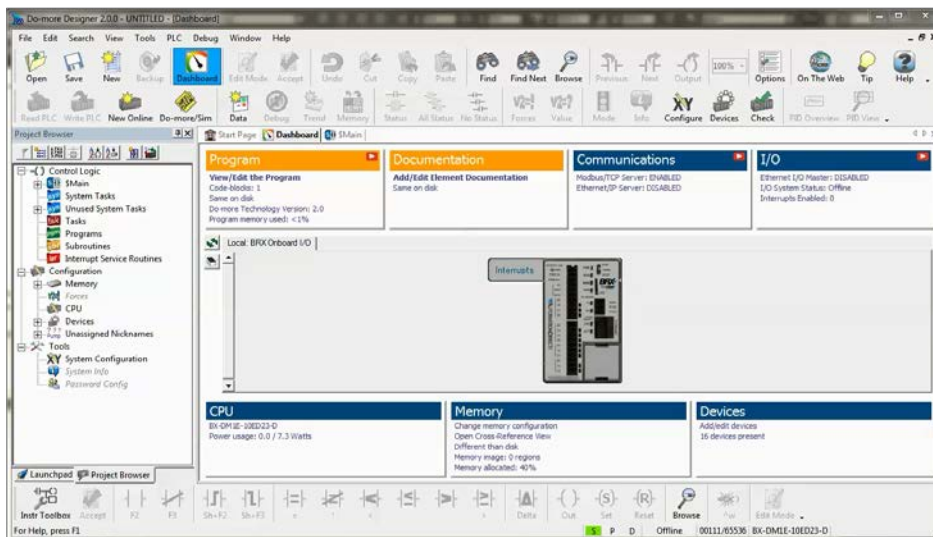 Do-more Designer 2.0.0 - UNTITLED - [Dashboard]
File Edit Search View Tools PLC Debug Window Help
Open Save New Backup Dashboard Edit Mode Accept Undo Cut Copy Paste Find Find Next Browse Previous Next Output 100% Options On The Web Tip Help
Read PLC Write PLC New Online Do-more/Sim Data Debug Trend Memory Status All Status No Status Forces Value Mode Info Configure Devices Check PID Overview PID View
Project Browser
Start Page Dashboard $Main
Control Logic
$Main
System Tasks
Unused System Tasks
Tasks
Programs
Subroutines
Interrupt Service Routines
Configuration
Memory
Forces
CPU
Devices
Unassigned Nicknames
Tools
XY System Configuration
System Info
Password Config
Launchpad Project Browser
Program
View/Edit the Program
Code-blocks: 1
Same on disk
Do-more Technology Version: 2.0
Program memory used: <1%
Documentation
Add/Edit Element Documentation
Same on disk
Communications
Modbus/TCP Server: ENABLED
Ethernet/IP Server: DISABLED
I/O
Ethernet I/O Master: DISABLED
I/O System Status: Offline
Interrupts Enabled: 0
Local: BRX Onboard I/O
Interrupts
BRX
CPU
BX-DM1E-10ED23-D
Power usage: 0.0 / 7.3 Watts
Memory
Change memory configuration
Open Cross-Reference View
Different than disk
Memory image: 0 regions
Memory allocated: 40%
Devices
Add/edit devices
16 devices present
Instr Toolbox Accept F2 F3 Sh+F2 Sh+F3 Delta Out Set Reset Browse Edit Mode
For Help, press F1
S P D Offline 00111/65536 BX-DM1E-10ED23-D